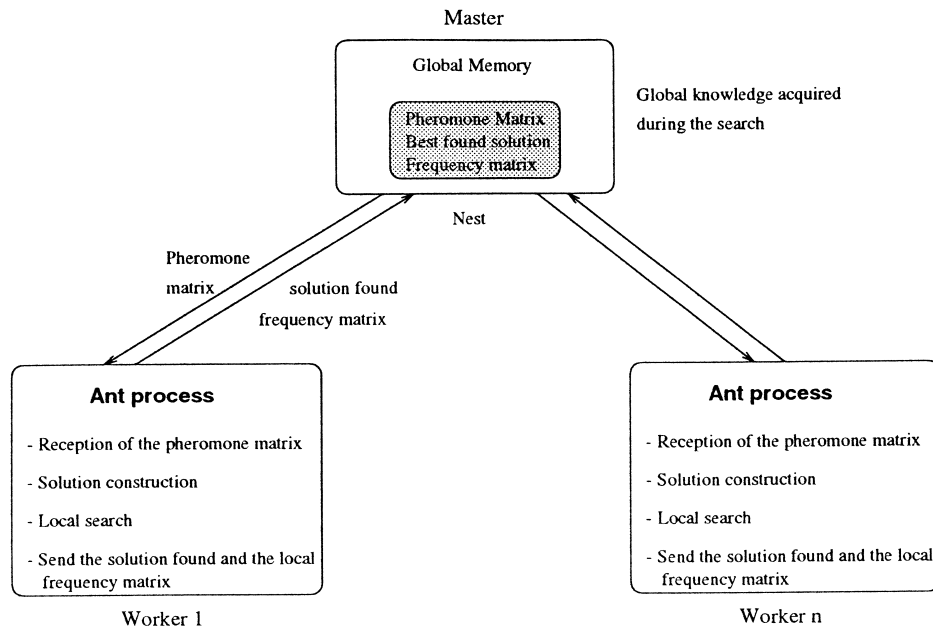 Master
Global Memory
Pheromone Matrix
Best found solution
Frequency matrix
Global knowledge acquired
during the search
Nest
Pheromone
matrix
solution found
frequency matrix
Ant process
- Reception of the pheromone matrix
- Solution construction
- Local search
- Send the solution found and the local
frequency matrix
Worker 1
Ant process
- Reception of the pheromone matrix
- Solution construction
- Local search
- Send the solution found and the local
frequency matrix
Worker n